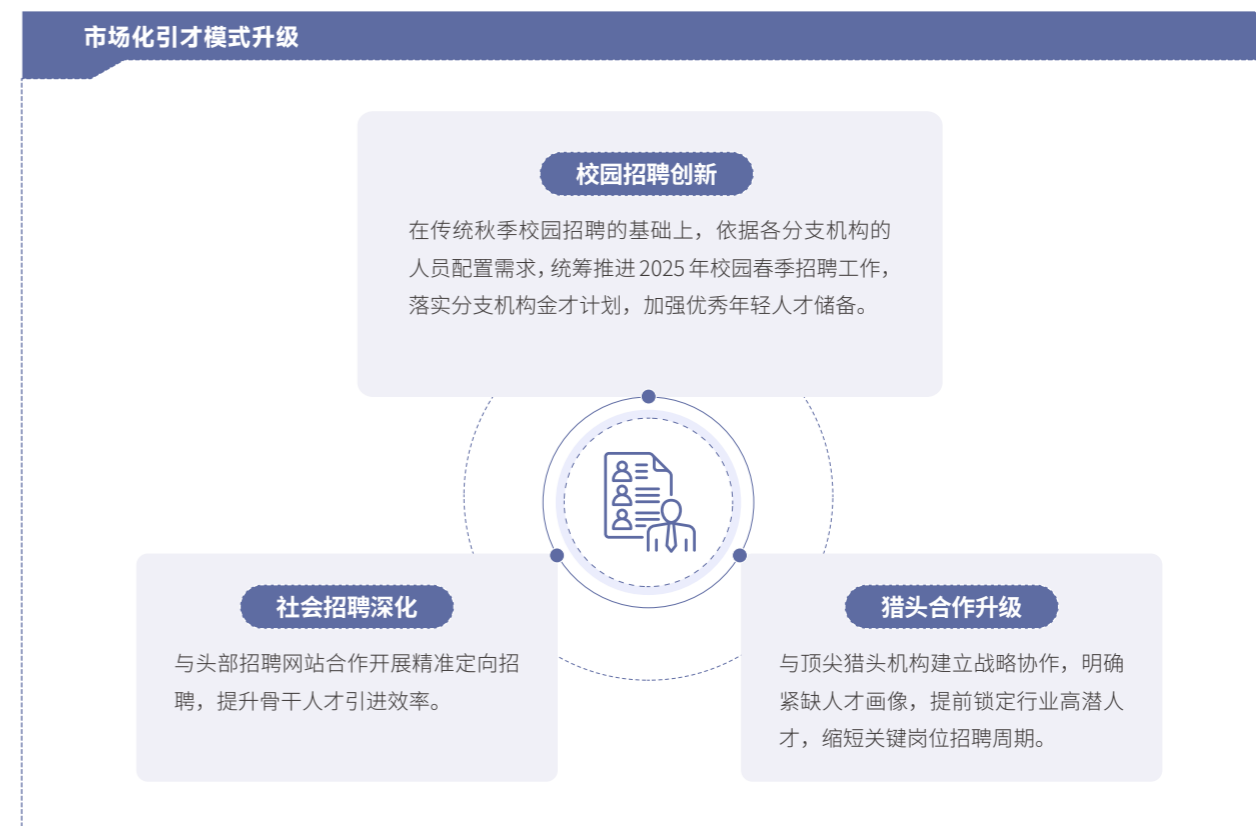 市场化引才模式升级
校园招聘创新
在传统秋季校园招聘的基础上，依据各分支机构的
人员配置需求，统筹推进 2025 年校园春季招聘工作，
落实分支机构金才计划，加强优秀年轻人才储备。
社会招聘深化
与头部招聘网站合作开展精准定向招
聘，提升骨干人才引进效率。
猎头合作升级
与顶尖猎头机构建立战略协作，明确
紧缺人才画像，提前锁定行业高潜人
才，缩短关键岗位招聘周期。